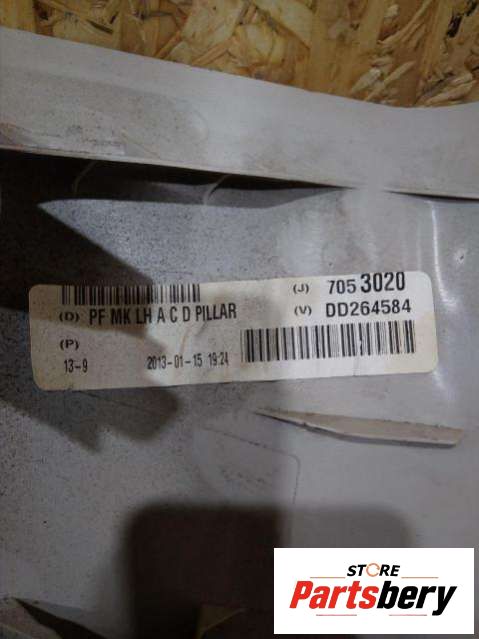 (J) 705 3020
(D) PF MK LH A C D PILLAR
(V) DD264584
(P)
13-9 2013-01-15 19:24
STORE
Partsbery